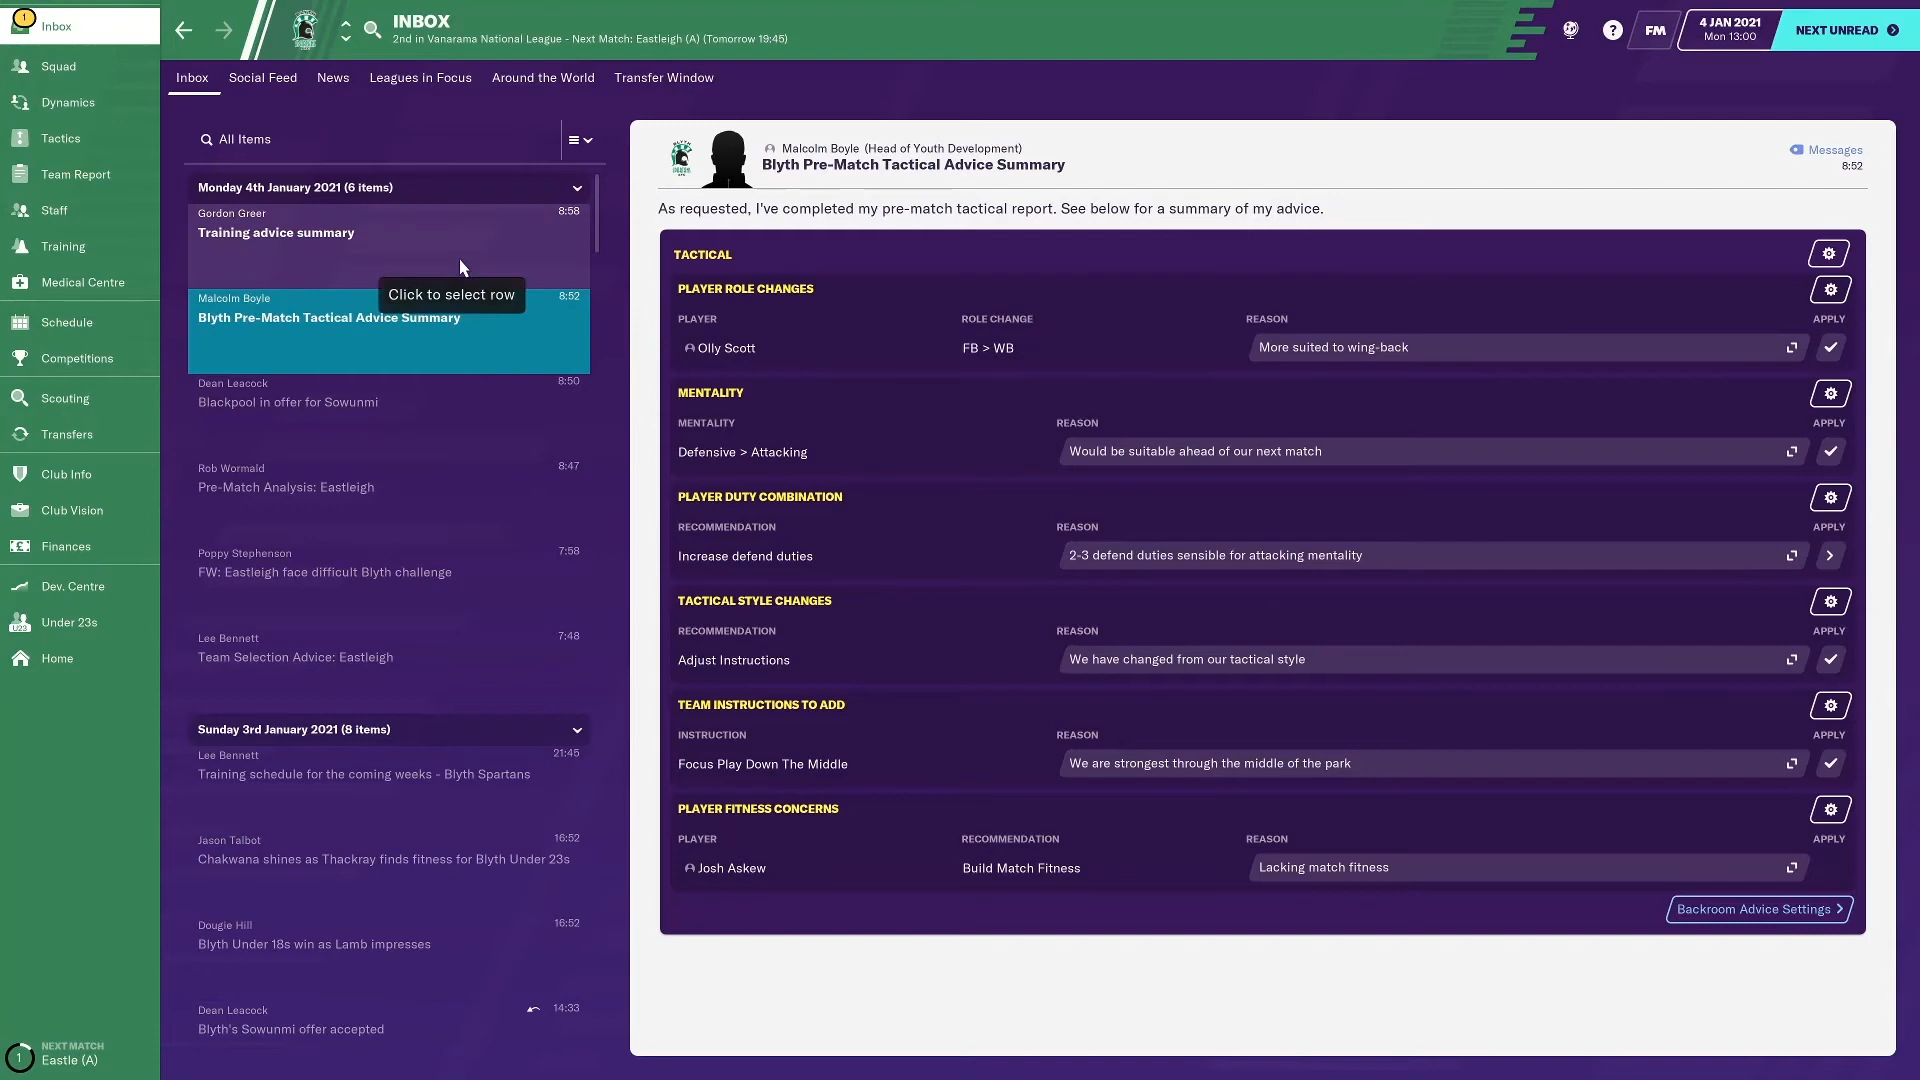 1
Inbox
Squad
Dynamics
Tactics
Team Report
Staff
Training
Medical Centre
Schedule
Competitions
Scouting
Transfers
Club Info
Club Vision
Finances
Dev. Centre
U23
Under 23s
Home
1
NEXT MATCH
Eastle (A)
INBOX
2nd in Vanarama National League - Next Match: Eastleigh (A) (Tomorrow 19:45)
?
FM
4 JAN 2021
Mon 13:00
NEXT UNREAD
Inbox Social Feed News Leagues in Focus Around the World Transfer Window
All Items
Monday 4th January 2021 (6 items)
Gordon Greer 8:58
Training advice summary
Click to select row
Malcolm Boyle 8:52
Blyth Pre-Match Tactical Advice Summary
Dean Leacock 8:50
Blackpool in offer for Sowunmi
Rob Wormald 8:47
Pre-Match Analysis: Eastleigh
Poppy Stephenson 7:58
FW: Eastleigh face difficult Blyth challenge
Lee Bennett 7:48
Team Selection Advice: Eastleigh
Sunday 3rd January 2021 (8 items)
Lee Bennett 21:45
Training schedule for the coming weeks - Blyth Spartans
Jason Talbot 16:52
Chakwana shines as Thackray finds fitness for Blyth Under 23s
Dougie Hill 16:52
Blyth Under 18s win as Lamb impresses
Dean Leacock 14:33
Blyth's Sowunmi offer accepted
Malcolm Boyle (Head of Youth Development)
Blyth Pre-Match Tactical Advice Summary
Messages
8:52
As requested, I've completed my pre-match tactical report. See below for a summary of my advice.
TACTICAL
PLAYER ROLE CHANGES
PLAYER ROLE CHANGE REASON APPLY
Olly Scott FB > WB More suited to wing-back
MENTALITY
MENTALITY REASON APPLY
Defensive > Attacking Would be suitable ahead of our next match
PLAYER DUTY COMBINATION
RECOMMENDATION REASON APPLY
Increase defend duties 2-3 defend duties sensible for attacking mentality
TACTICAL STYLE CHANGES
RECOMMENDATION REASON APPLY
Adjust Instructions We have changed from our tactical style
TEAM INSTRUCTIONS TO ADD
INSTRUCTION REASON APPLY
Focus Play Down The Middle We are strongest through the middle of the park
PLAYER FITNESS CONCERNS
PLAYER RECOMMENDATION REASON APPLY
Josh Askew Build Match Fitness Lacking match fitness
Backroom Advice Settings >